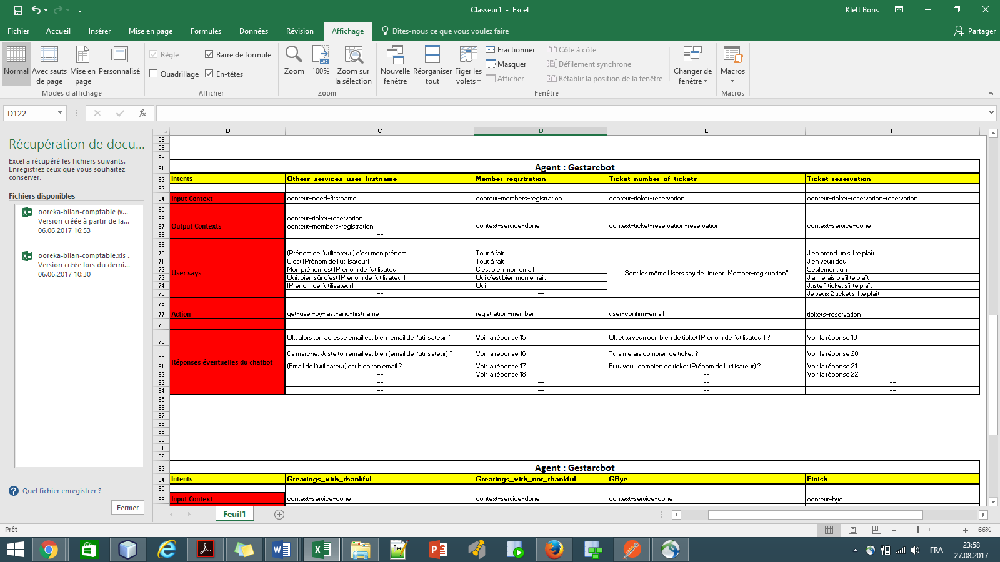 Classeur1 - Excel
Klett Boris
Fichier Accueil Insérer Mise en page Formules Données Révision Affichage Dites-nous ce que vous voulez faire Partager
Normal
Avec sauts de page
Mise en page
Personnalisé
Modes d'affichage
Règle
Barre de formule
Quadrillage
En-têtes
Afficher
Zoom
100%
Zoom sur la sélection
Zoom
Nouvelle fenêtre
Réorganiser tout
Figer les volets
Fractionner
Masquer
Afficher
Côte à côte
Défilement synchrone
Rétablir la position de la fenêtre
Changer de fenêtre
Fenêtre
Macros
Macros
D122
fx
Récupération de docu...
Excel a récupéré les fichiers suivants.
Enregistrez ceux que vous souhaitez
conserver.
Fichiers disponibles
ooreka-bilan-comptable (v...
Version créée à partir de la...
06.06.2017 16:53
ooreka-bilan-comptable.xls .
Version créée lors du derni...
06.06.2017 10:30
Quel fichier enregistrer ?
Fermer
B C D E F
58
59
60
61 Agent : Gestarcbot
62 Intents Others-services-user-firstname Member-registration Ticket-number-of-tickets Ticket-reservation
63
64 Input Context context-need-firstname context-members-registration context-ticket-reservation context-ticket-reservation-reservation
65
66 context-ticket-reservation
67 Output Contexts context-members-registration context-service-done context-ticket-reservation-reservation context-service-done
68 --
69
70 (Prénom de l'utilisateur ) c'est mon prénom Tout à fait J'en prend un s'il te plaît
71 C'est (Prénom de l'utilisateur) Tout à fait J'en veux deux
72 Mon prénom est (Prénom de l'utilisateur C'est bien mon email Seulement un
73 User says Oui, bien sûr c'est (Prénom de l'utilisateur) Oui c'est bien mon email. Sont les même Users say de l'intent "Member-registration" J'aimerais 5 s'il te plaît
74 (Prénom de l'utilisateur) Oui Juste 1 ticket s'il te plaît
75 -- -- Je veux 2 ticket s'il te plaît
76
77 Action get-user-by-last-and-firstname registration-member user-confirm-email tickets-reservation
78
79 Ok, alors ton adresse email est bien (email de l'utilisateur) ? Voir la réponse 15 Ok et tu veux combien de ticket (Prénom de l'utilisateur) ? Voir la réponse 19
80 Réponses éventuelles du chatbot Ça marche. Juste ton email est bien (email de l'utilisateur) ? Voir la réponse 16 Tu aimerais combien de ticket ? Voir la réponse 20
81 (Email de l'utilisateur) est bien ton email ? Voir la réponse 17 Et tu veux combien de ticket (Prénom de l'utilisateur) ? Voir la réponse 21
82 -- Voir la réponse 18 -- Voir la réponse 22
83 -- -- -- --
84 -- -- -- --
85
86
87
88
89
90
91
92
93 Agent : Gestarcbot
94 Intents Greatings_with_thankful Greatings_with_not_thankful GBye Finish
95
96 Input Context context-service-done context-service-done context-service-done context-bye
Feuil1
Prêt
66%
FRA
23:58
27.08.2017